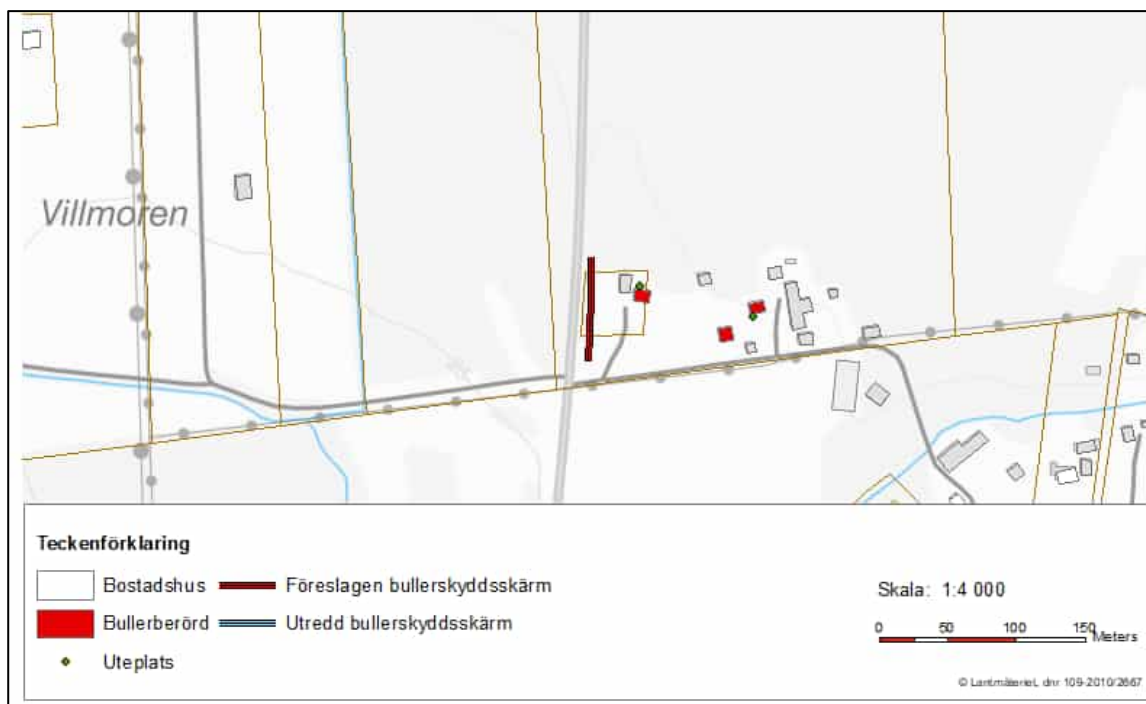 Villmoren
Teckenförklaring
Bostadshus
Föreslagen bullerskyddsskärm
Bullerberörd
Utredd bullerskyddsskärm
Uteplats
Skala: 1:4 000
0 50 100 150 Meters
© Lantmäteriet, dnr 109-2010/2667